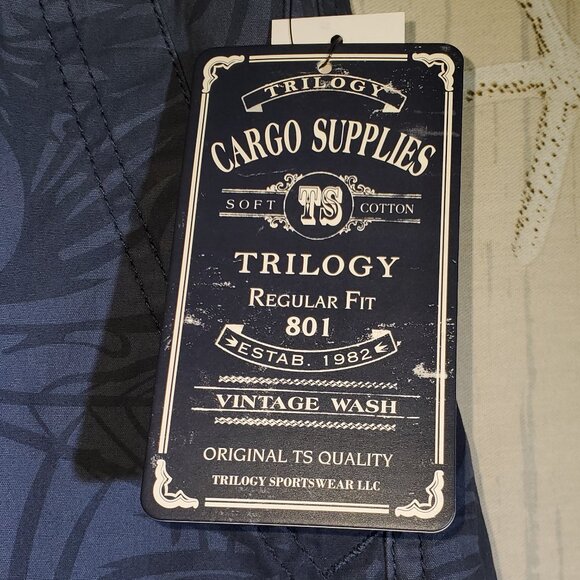 TRILOGY
CARGO SUPPLIES
SOFT TS COTTON
TRILOGY
REGULAR FIT
801
ESTAB. 1982
VINTAGE WASH
ORIGINAL TS QUALITY
TRILOGY SPORTSWEAR LLC